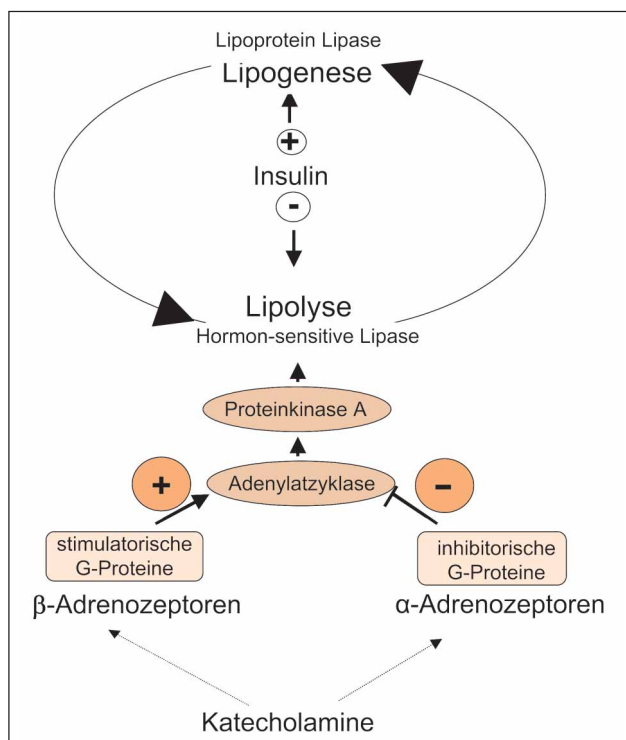 Lipoprotein Lipase
Lipogenese
+
Insulin
-
Lipolyse
Hormon-sensitive Lipase
Proteinkinase A
+
Adenylatzyklase
−
stimulatorische
G-Proteine
inhibitorische
G-Proteine
β-Adrenozeptoren
α-Adrenozeptoren
Katecholamine